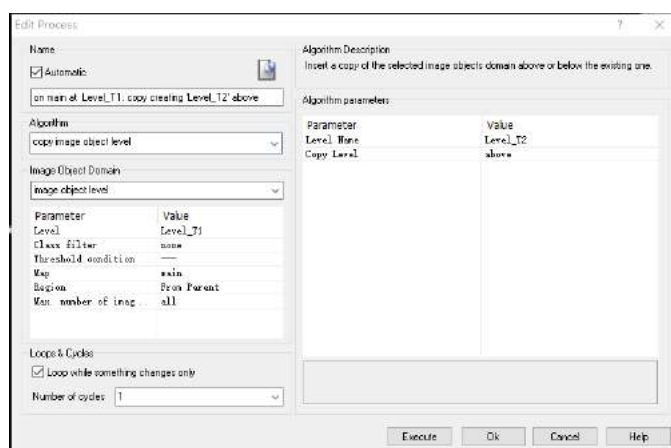 Edit Process
? ×
Name
Automatic
on main at Level_T1: copy creating 'Level_T2' above
Algorithm
copy image object level
Image Object Domain
image object level
Parameter Value
Level Level_T1
Class filter none
Threshold condition ---
Map main
Region From Parent
Max. number of imag... all
Loops & Cycles
Loop while something changes only
Number of cycles 1
Algorithm Description
Insert a copy of the selected image objects domain above or below the existing one.
Algorithm parameters
Parameter Value
Level Name Level_T2
Copy Level above
Execute Ok Cancel Help